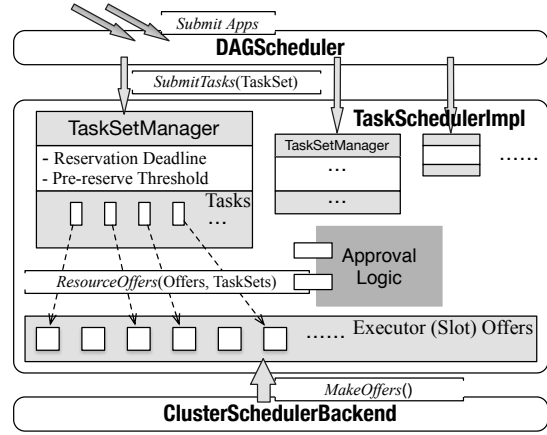 Submit Apps
DAGScheduler
SubmitTasks(TaskSet)
TaskSchedulerImpl
TaskSetManager
- Reservation Deadline
- Pre-reserve Threshold
Tasks
...
TaskSetManager
...
...
......
Approval
Logic
ResourceOffers(Offers, TaskSets)
...... Executor (Slot) Offers
MakeOffers()
ClusterSchedulerBackend